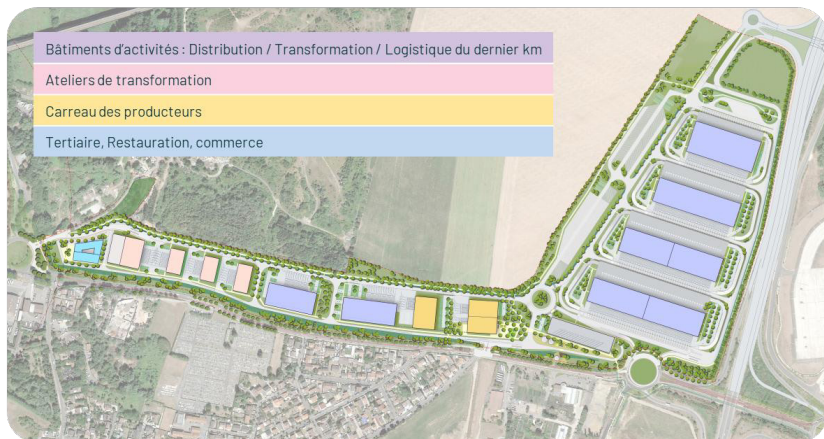 Bâtiments d'activités : Distribution / Transformation / Logistique du dernier km
Ateliers de transformation
Carreau des producteurs
Tertiaire, Restauration, commerce